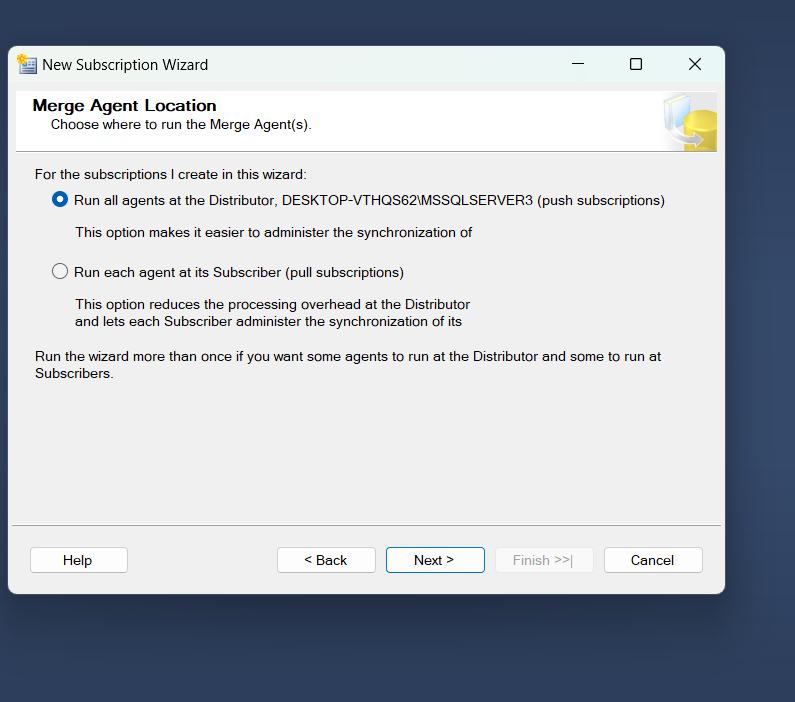 New Subscription Wizard
Merge Agent Location
Choose where to run the Merge Agent(s).
For the subscriptions I create in this wizard:
Run all agents at the Distributor, DESKTOP-VTHQS62\MSSQLSERVER3 (push subscriptions)
This option makes it easier to administer the synchronization of
Run each agent at its Subscriber (pull subscriptions)
This option reduces the processing overhead at the Distributor
and lets each Subscriber administer the synchronization of its
Run the wizard more than once if you want some agents to run at the Distributor and some to run at
Subscribers.
Help
< Back
Next >
Finish >>|
Cancel